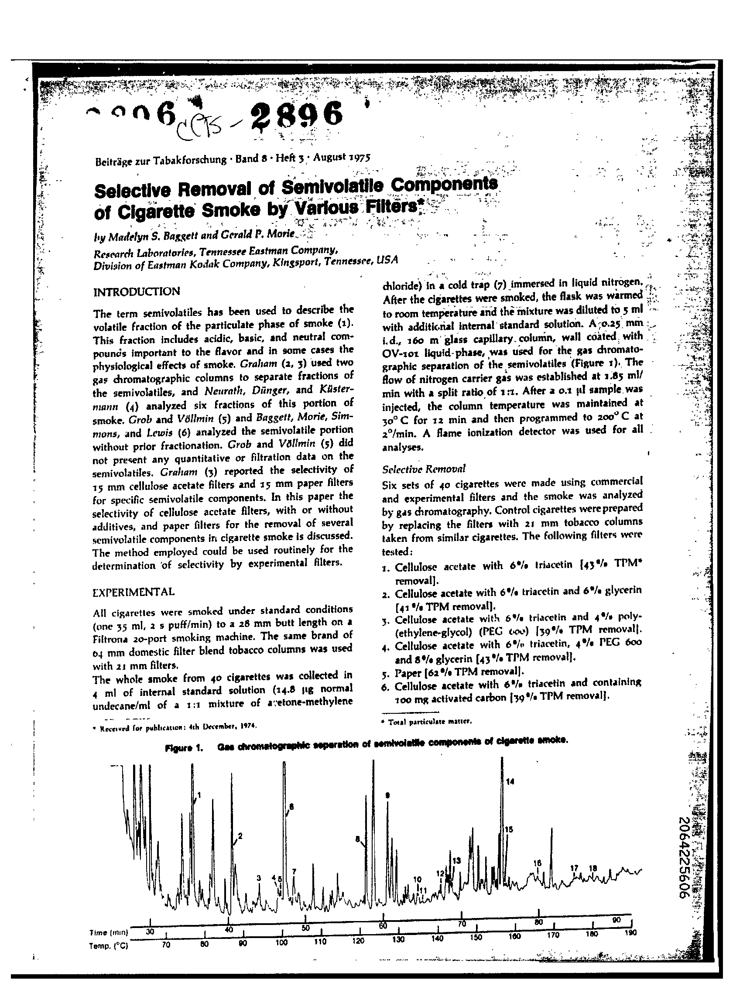 2896
Beiträge zur Tabakforschung · Band 8 · Heft 3 · August 1975
Selective Removal of Semivolatile Components
of Cigarette Smoke by Various Filters*
by Madelyn S. Baggett and Gerald P. Morie
Research Laboratories, Tennessee Eastman Company,
Division of Eastman Kodak Company, Kingsport, Tennessee, USA
INTRODUCTION
The term semivolatiles has been used to describe the
volatile fraction of the particulate phase of smoke (1).
This fraction includes acidic, basic, and neutral com-
pounds important to the flavor and in some cases the
physiological effects of smoke. Graham (2, 3) used two
gas chromatographic columns to separate fractions of
the semivolatiles, and Neurath, Dünger, and Küster-
mann (4) analyzed six fractions of this portion of
smoke. Grob and Völlmin (5) and Baggett, Morie, Sim-
mons, and Lewis (6) analyzed the semivolatile portion
without prior fractionation. Grob and Völlmin (5) did
not present any quantitative or filtration data on the
semivolatiles. Graham (3) reported the selectivity of
15 mm cellulose acetate filters and 15 mm paper filters
for specific semivolatile components. In this paper the
selectivity of cellulose acetate filters, with or without
additives, and paper filters for the removal of several
semivolatile components in cigarette smoke is discussed.
The method employed could be used routinely for the
determination of selectivity by experimental filters.
EXPERIMENTAL
All cigarettes were smoked under standard conditions
(one 35 ml, 2 s puff/min) to a 28 mm butt length on a
Filtrona 20-port smoking machine. The same brand of
64 mm domestic filter blend tobacco columns was used
with 21 mm filters.
The whole smoke from 40 cigarettes was collected in
4 ml of internal standard solution (14.8 µg normal
undecane/ml of a 1:1 mixture of acetone-methylene
* Received for publication: 4th December, 1974.
chloride) in a cold trap (7) immersed in liquid nitrogen.
After the cigarettes were smoked, the flask was warmed
to room temperature and the mixture was diluted to 5 ml
with additional internal standard solution. A 0.25 mm
i.d., 160 m glass capillary column, wall coated with
OV-101 liquid phase, was used for the gas chromato-
graphic separation of the semivolatiles (Figure 1). The
flow of nitrogen carrier gas was established at 1.85 ml/
min with a split ratio of 1:1. After a 0.1 µl sample was
injected, the column temperature was maintained at
30° C for 12 min and then programmed to 200° C at
2°/min. A flame ionization detector was used for all
analyses.
Selective Removal
Six sets of 40 cigarettes were made using commercial
and experimental filters and the smoke was analyzed
by gas chromatography. Control cigarettes were prepared
by replacing the filters with 21 mm tobacco columns
taken from similar cigarettes. The following filters were
tested:
1. Cellulose acetate with 6% triacetin [43% TPM*
removal].
2. Cellulose acetate with 6% triacetin and 6% glycerin
[41% TPM removal].
3. Cellulose acetate with 6% triacetin and 4% poly-
(ethylene-glycol) (PEG 600) [39% TPM removal].
4. Cellulose acetate with 6% triacetin, 4% PEG 600
and 8% glycerin [43% TPM removal].
5. Paper [62% TPM removal].
6. Cellulose acetate with 6% triacetin and containing
100 mg activated carbon [39% TPM removal].
* Total particulate matter.
Figure 1. Gas chromatographic separation of semivolatile components of cigarette smoke.
1 2 3 4 5 6 7 8 9 10 11 12 13 14 15 16 17 18
Time (min) 30 40 50 60 70 80 90
Temp. (°C) 70 80 90 100 110 120 130 140 150 160 170 180 190
2064225606